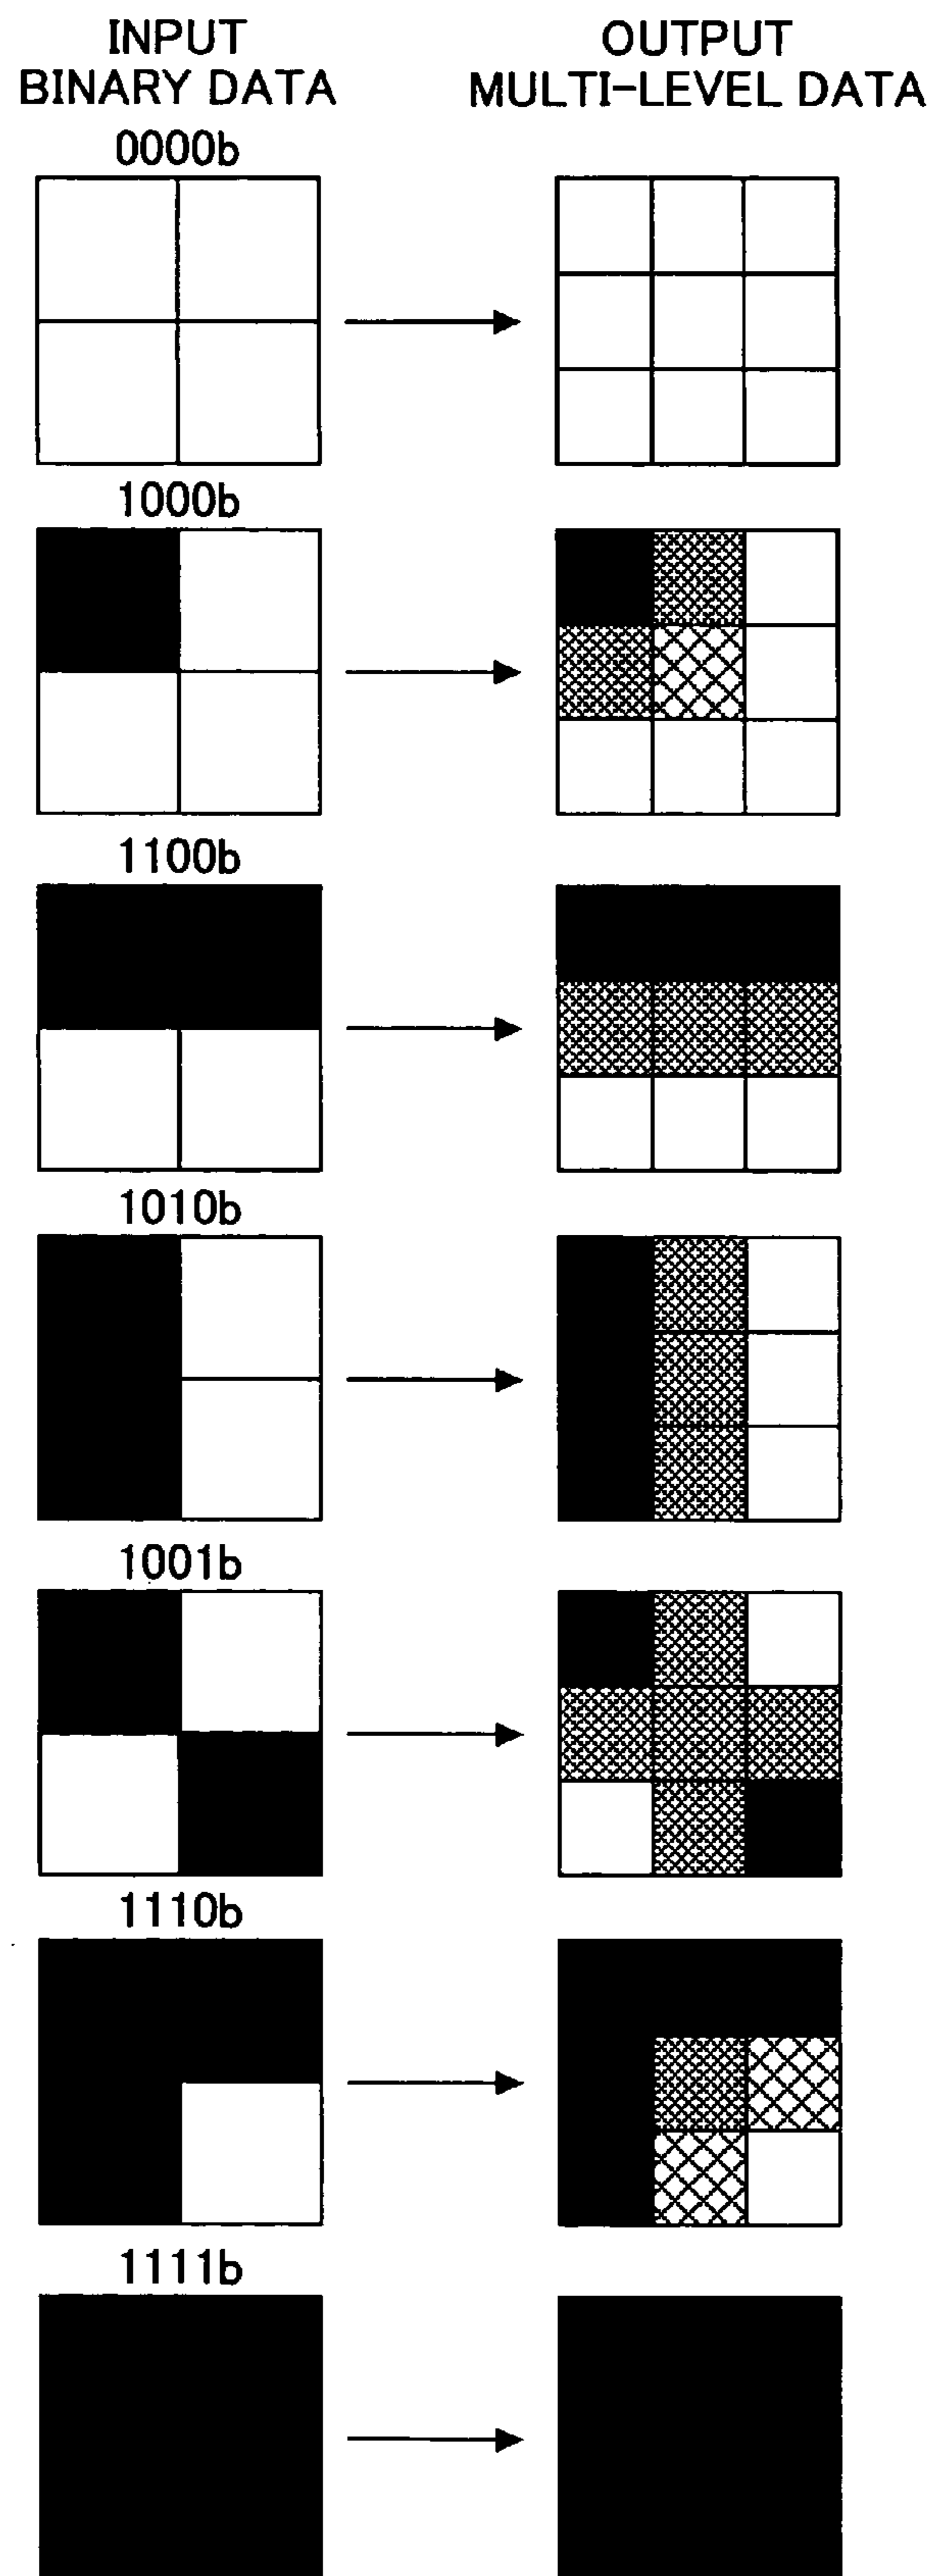 INPUT
BINARY DATA
OUTPUT
MULTI-LEVEL DATA
0000b
1000b
1100b
1010b
1001b
1110b
1111b